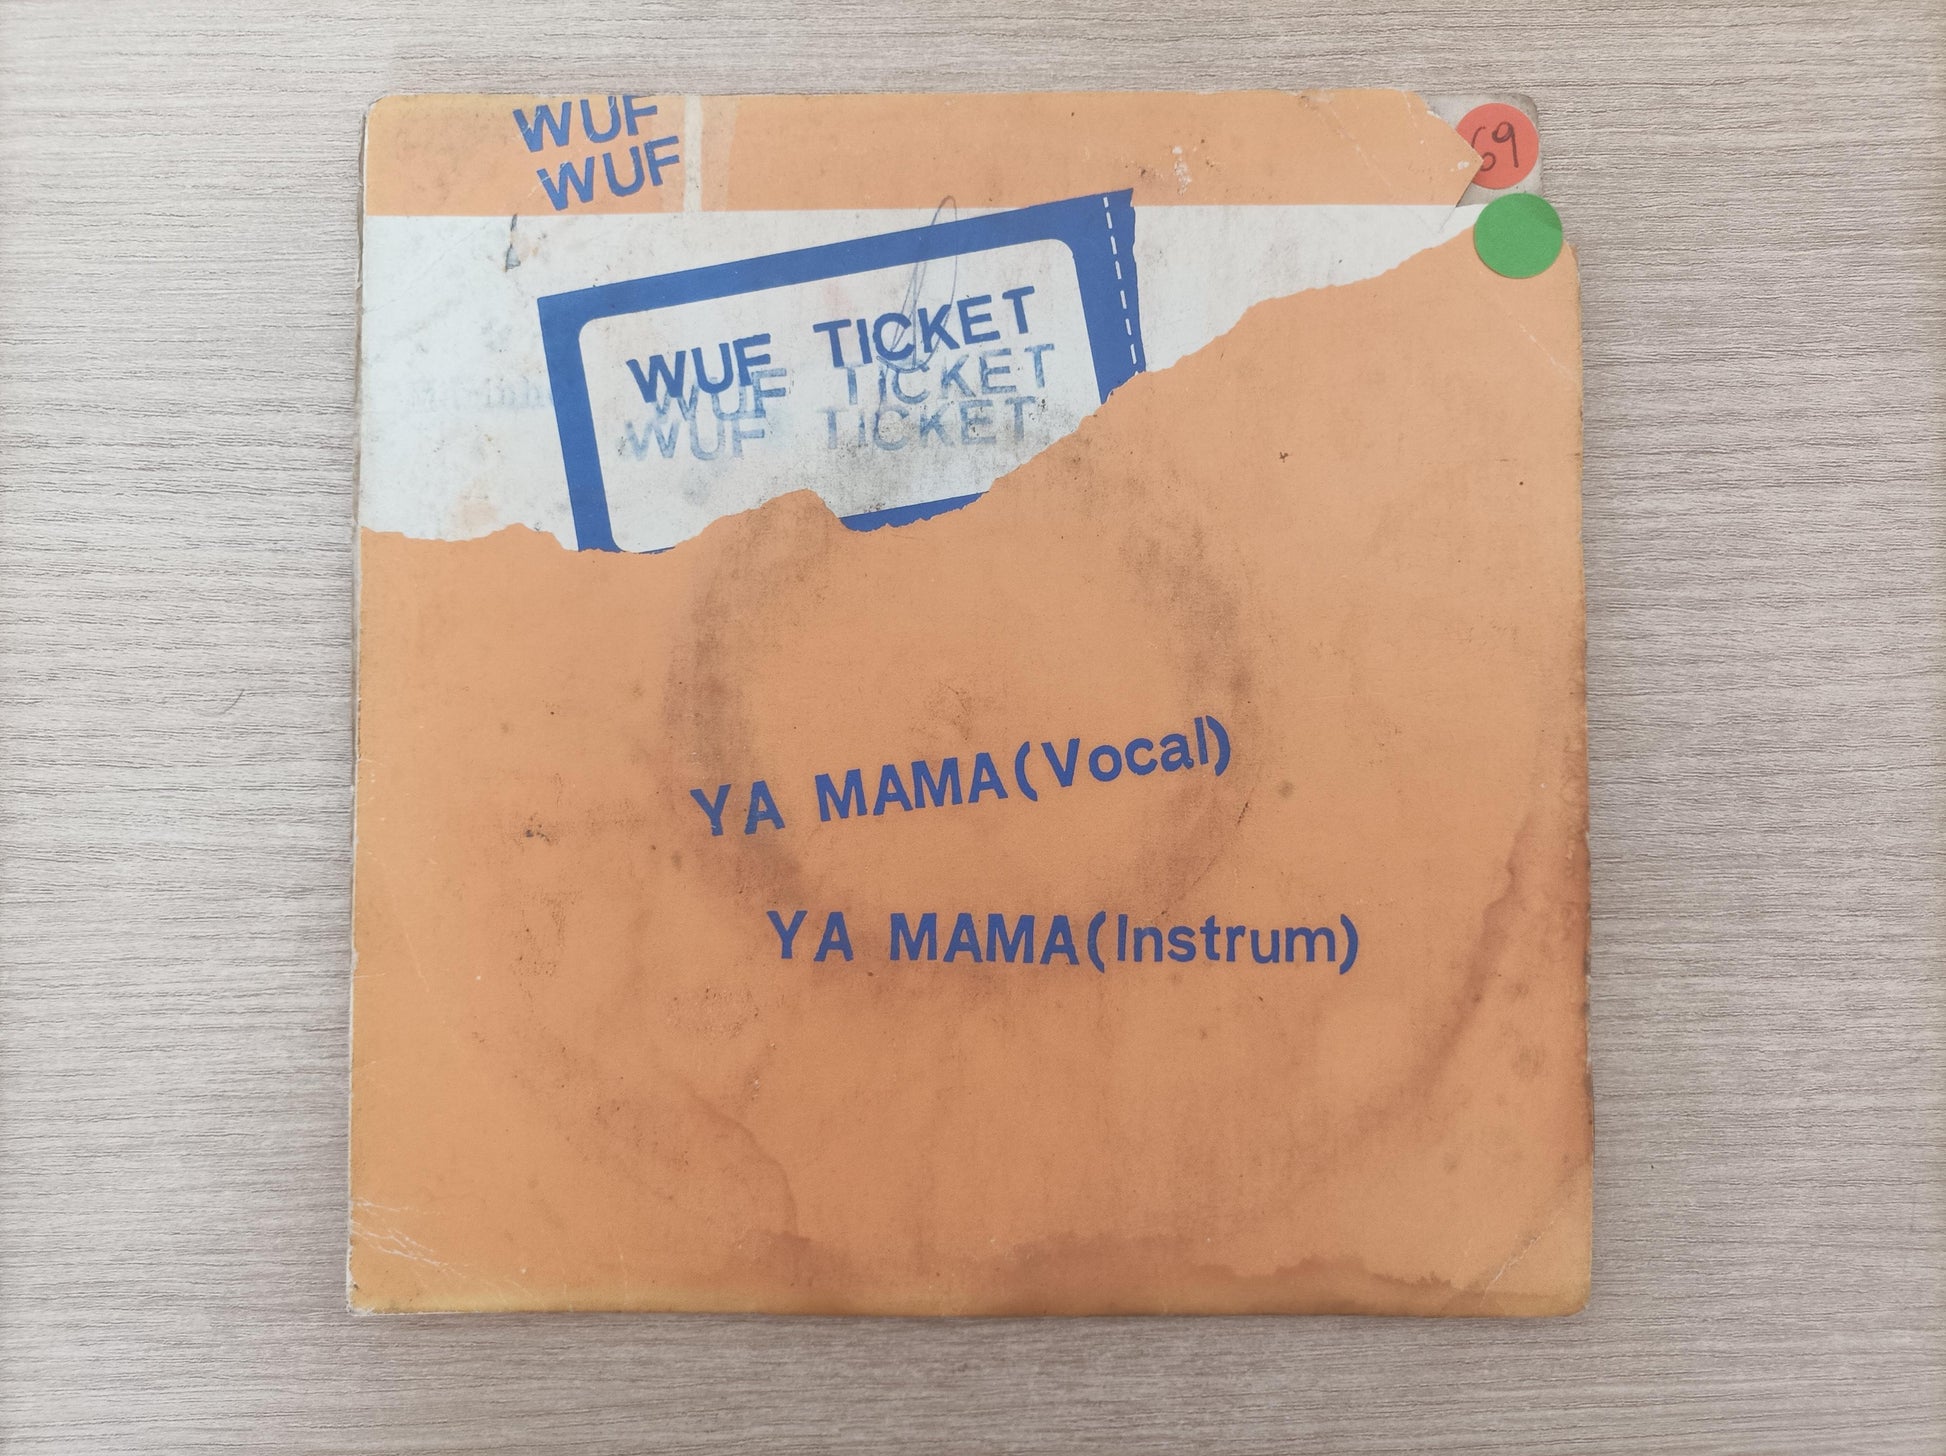 WUF
WUF
69
WUF TICKET
WUF TICKET
WUF TICKET
YA MAMA(Vocal)
YA MAMA(Instrum)